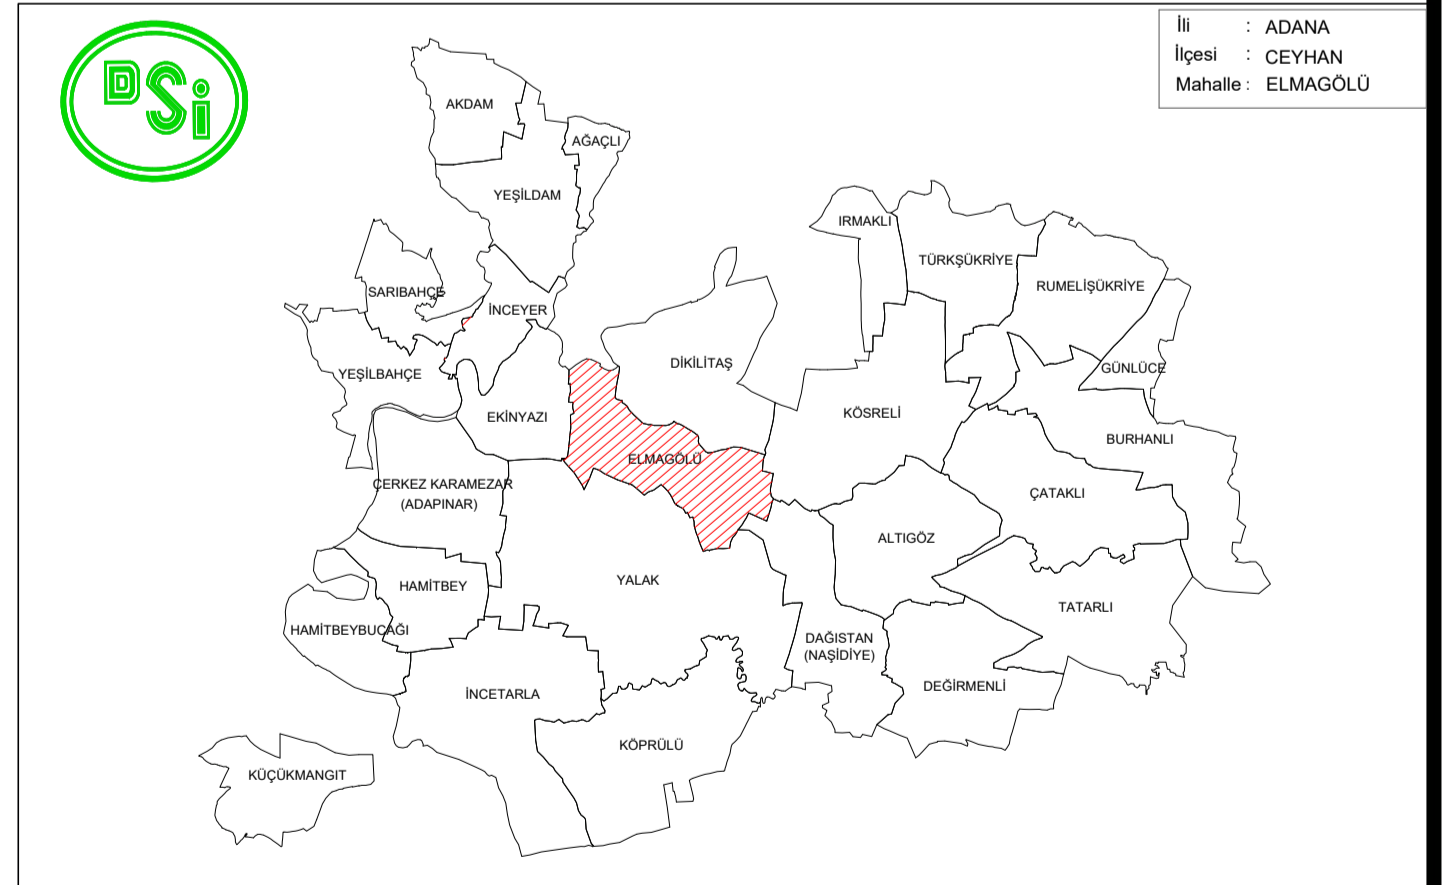 DSi
İli : ADANA
İlçesi : CEYHAN
Mahalle : ELMAGÖLÜ
AKDAM
AĞAÇLI
YEŞİLDAM
IRMAKLI
TÜRKŞÜKRİYE
RUMELİŞÜKRİYE
SARIBAHÇE
İNCEYER
DİKİLİTAŞ
GÜNLÜCE
YEŞİLBAHÇE
EKİNYAZI
KÖSRELİ
BURHANLI
ELMAGÖLÜ
ÇERKEZ KARAMEZAR
(ADAPINAR)
ÇATAKLI
ALTIGÖZ
HAMİTBEY
YALAK
TATARLI
HAMİTBEYBUCAĞI
DAĞISTAN
(NAŞİDİYE)
İNCETARLA
DEĞİRMENLİ
KÖPRÜLÜ
KÜÇÜKMANGIT